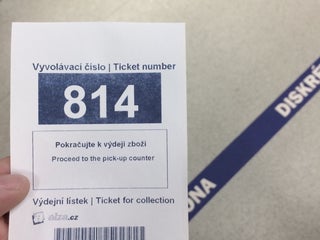 Vyvolávací číslo | Ticket number
814
Pokračujte k výdeji zboží
Proceed to the pick-up counter
Výdejní lístek | Ticket for collection
alza.cz
DISKRÉ
ÓNA